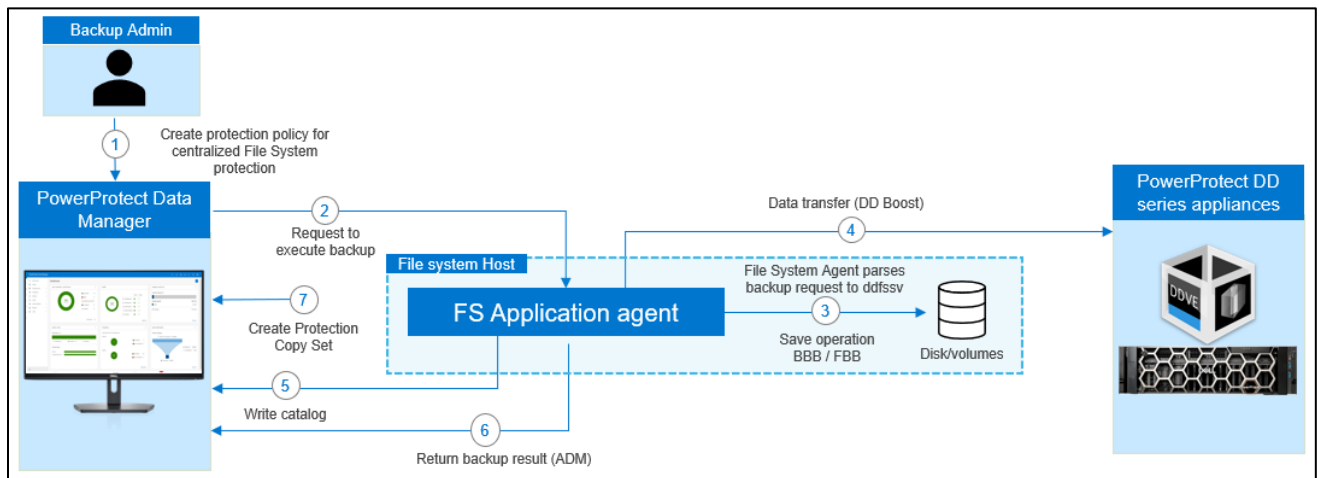 Backup Admin
1
Create protection policy for
centralized File System
protection
PowerProtect Data
Manager
2
Request to
execute backup
7
Create Protection
Copy Set
5
Write catalog
6
Return backup result (ADM)
File system Host
FS Application agent
File System Agent parses
backup request to ddfssv
3
Save operation
BBB / FBB
Disk/volumes
Data transfer (DD Boost)
4
PowerProtect DD
series appliances
DDVE